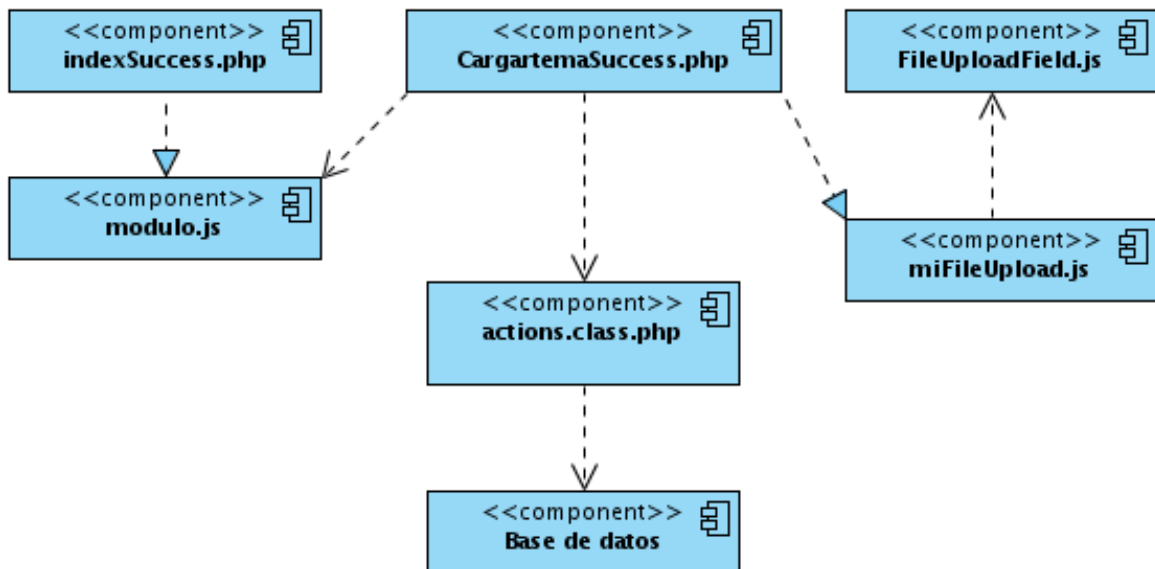 <<component>>
indexSuccess.php
<<component>>
CargartemaSuccess.php
<<component>>
FileUploadField.js
<<component>>
modulo.js
<<component>>
miFileUpload.js
<<component>>
actions.class.php
<<component>>
Base de datos